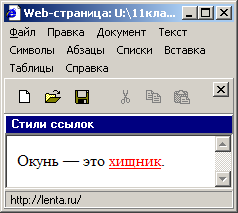 Web-страница: U:\11кла...
Файл Правка Документ Текст
Символы Абзацы Списки Вставка
Таблицы Справка
Стили ссылок
Окунь — это хищник.
http://lenta.ru/